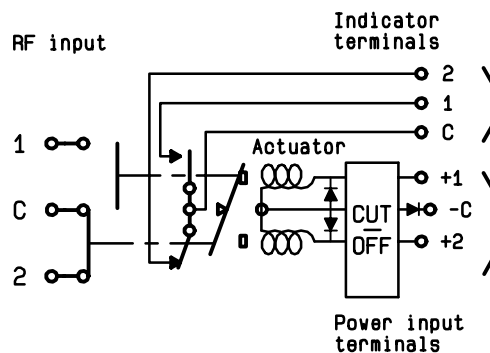 Indicator
terminals
RF input
2
1
C
Actuator
1
+1
C
CUT
OFF
-C
+2
2
Power input
terminals